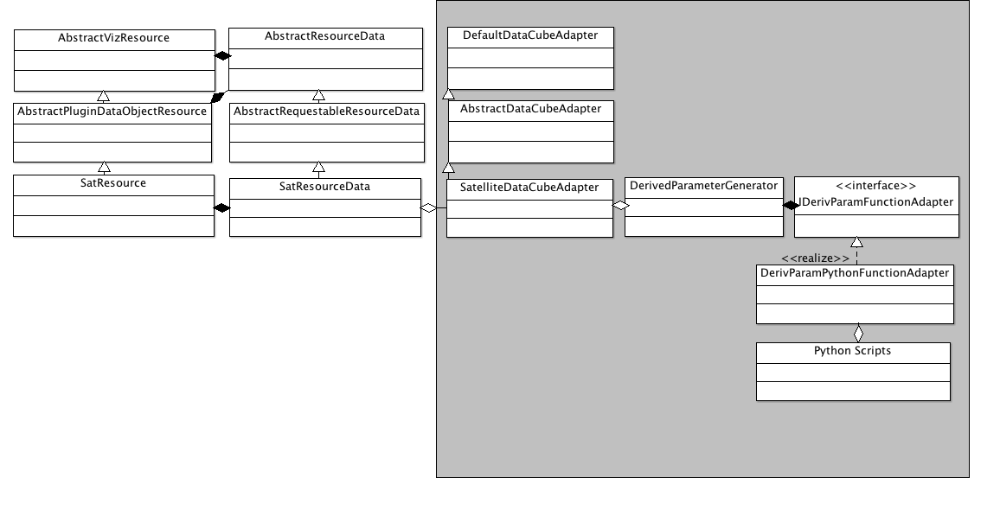 AbstractVizResource
AbstractResourceData
DefaultDataCubeAdapter
AbstractPluginDataObjectResource
AbstractRequestableResourceData
AbstractDataCubeAdapter
SatResource
SatResourceData
SatelliteDataCubeAdapter
DerivedParameterGenerator
<<interface>>
IDerivParamFunctionAdapter
<<realize>>
DerivParamPythonFunctionAdapter
Python Scripts